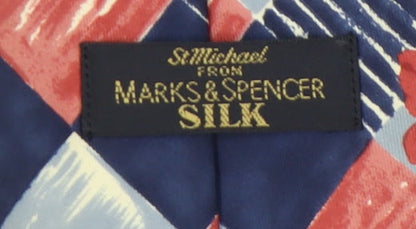 St Michael
FROM
MARKS & SPENCER
SILK